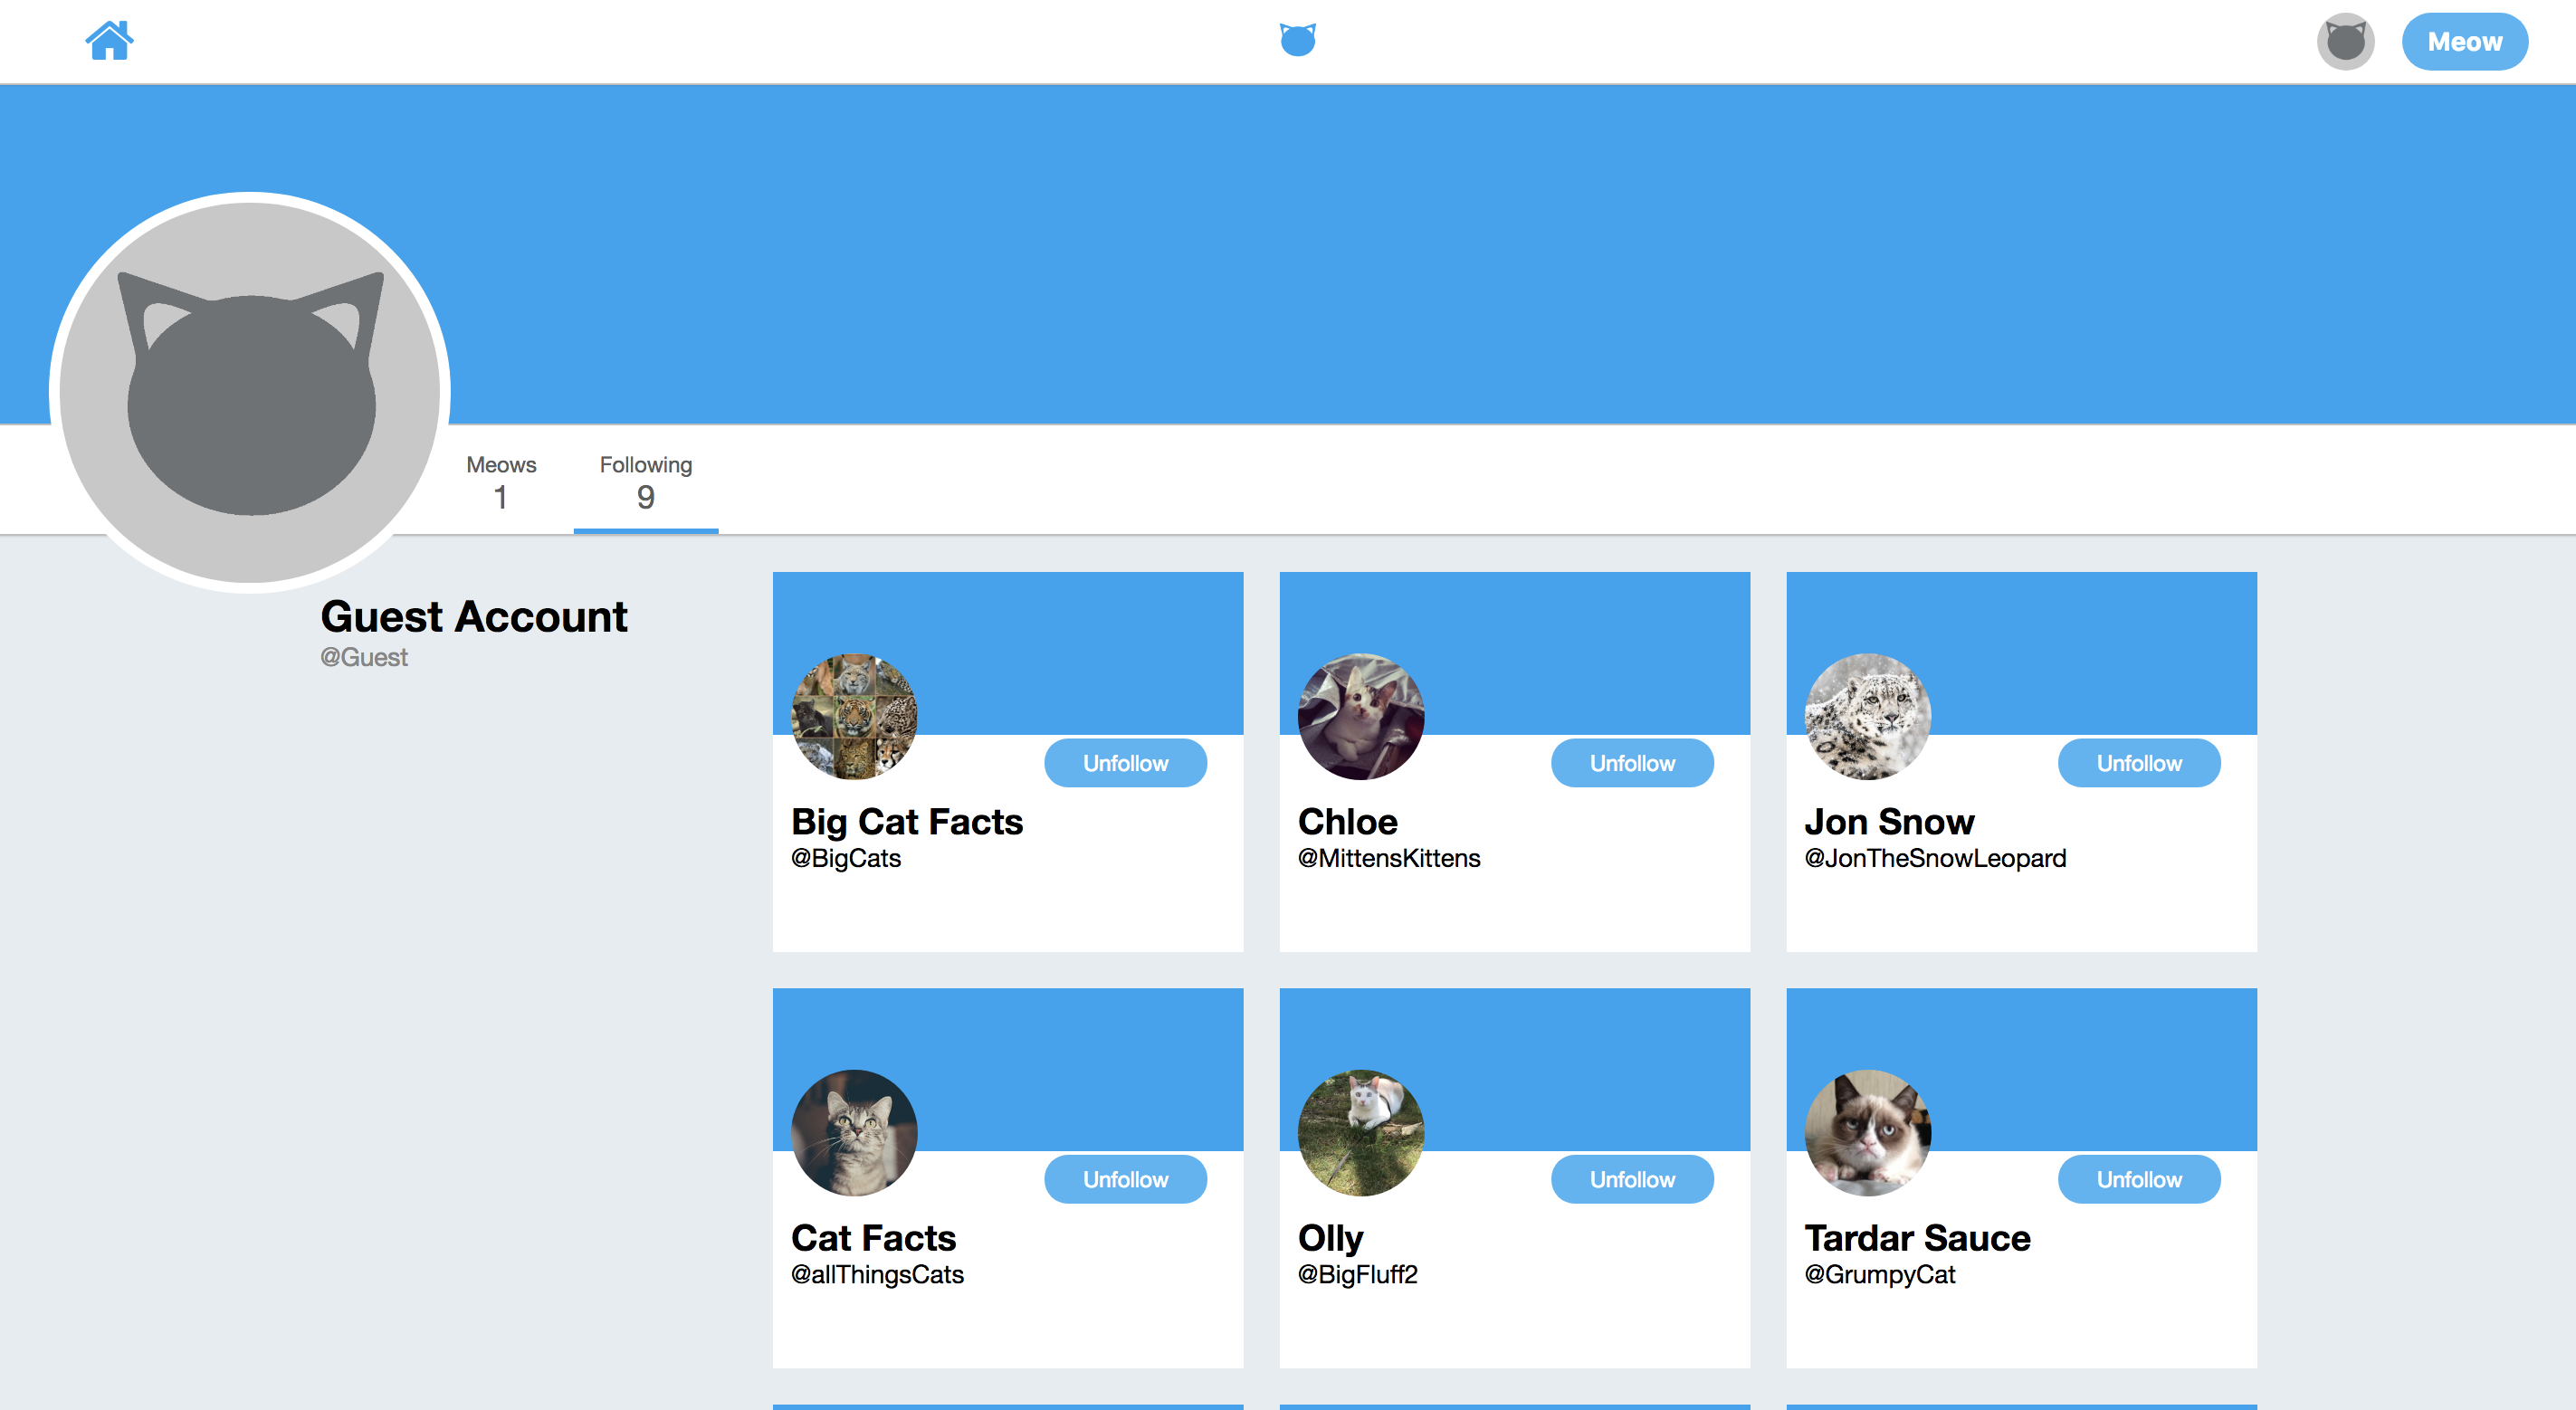 Meow
Meows
1
Following
9
Guest Account
@Guest
Unfollow
Big Cat Facts
@BigCats
Unfollow
Chloe
@MittensKittens
Unfollow
Jon Snow
@JonTheSnowLeopard
Unfollow
Cat Facts
@allThingsCats
Unfollow
Olly
@BigFluff2
Unfollow
Tardar Sauce
@GrumpyCat